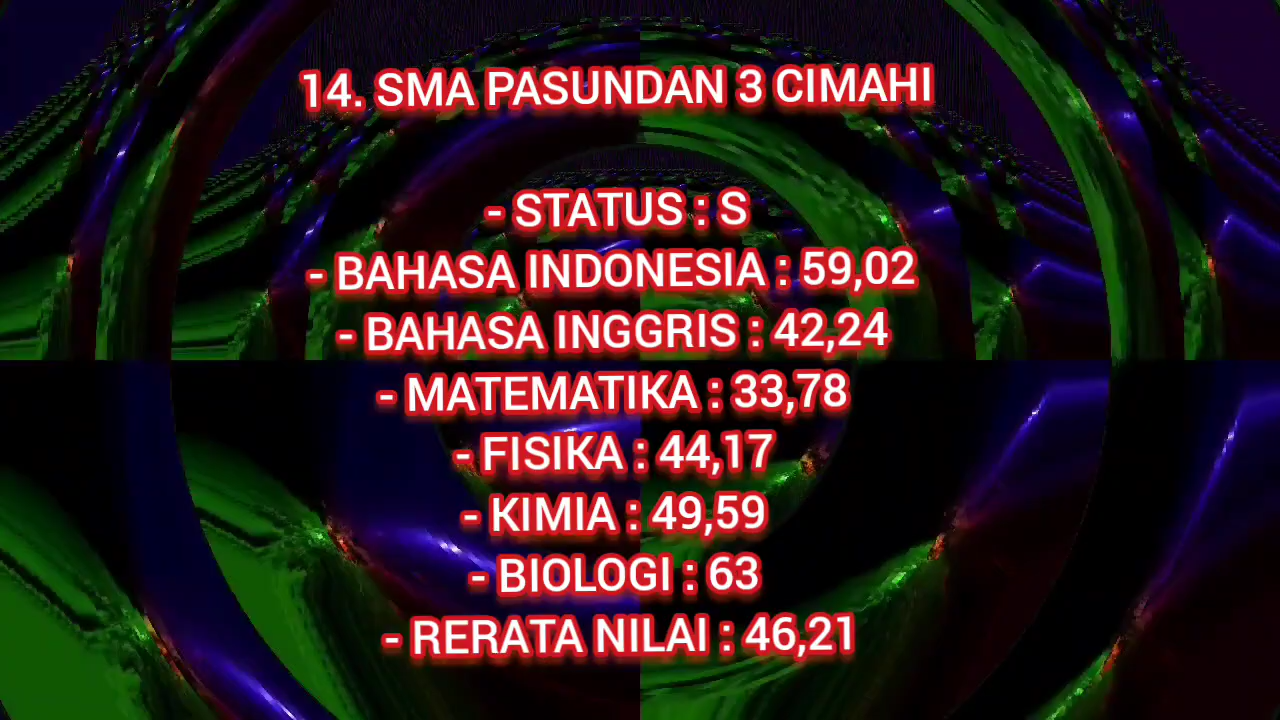 14. SMA PASUNDAN 3 CIMAHI
- STATUS : S
- BAHASA INDONESIA : 59,02
- BAHASA INGGRIS : 42,24
- MATEMATIKA : 33,78
- FISIKA : 44,17
- KIMIA : 49,59
- BIOLOGI : 63
- RERATA NILAI : 46,21